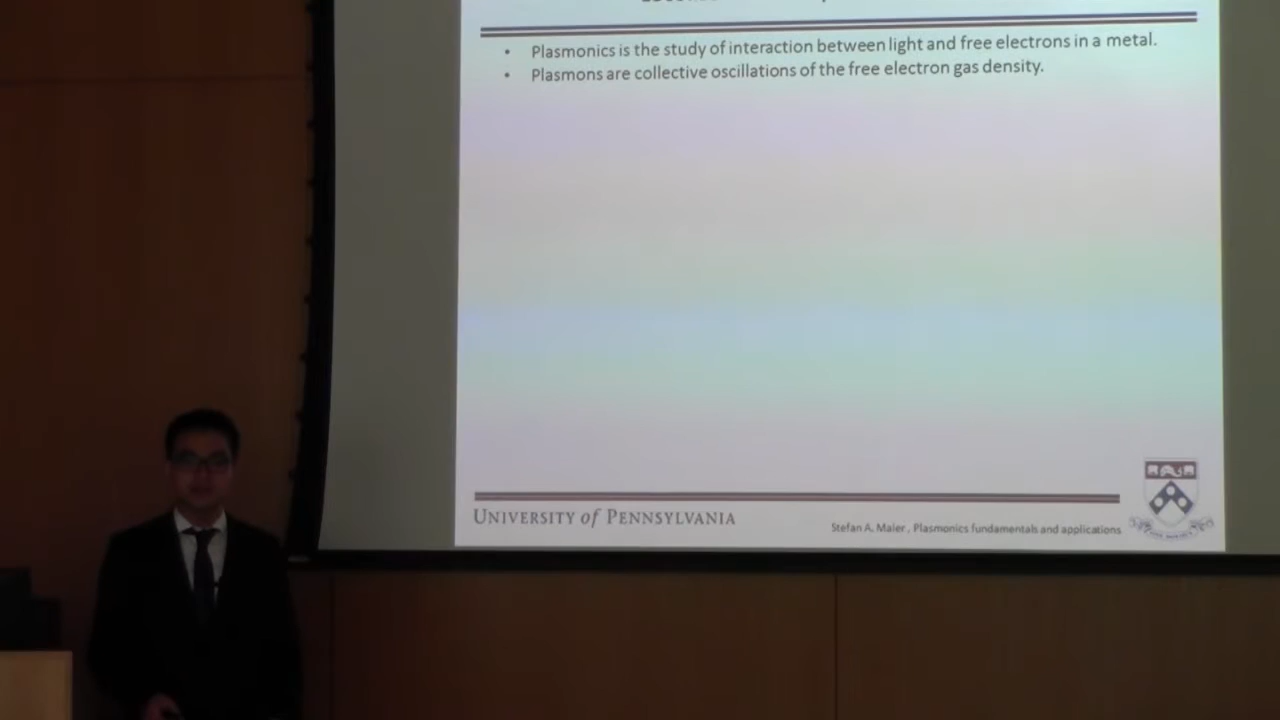 • Plasmonics is the study of interaction between light and free electrons in a metal.
• Plasmons are collective oscillations of the free electron gas density.
UNIVERSITY of PENNSYLVANIA
Stefan A. Maier , Plasmonics fundamentals and applications